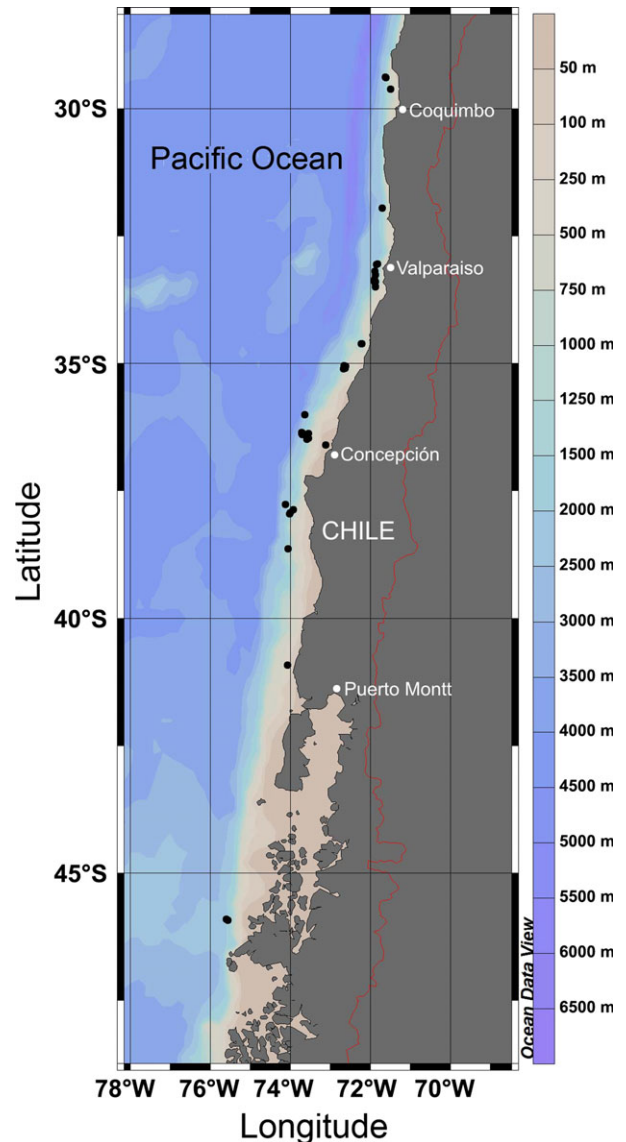 30°S
35°S
40°S
45°S
Latitude
78°W 76°W 74°W 72°W 70°W
Longitude
Pacific Ocean
Coquimbo
Valparaiso
Concepción
CHILE
Puerto Montt
50 m
100 m
250 m
500 m
750 m
1000 m
1250 m
1500 m
2000 m
2500 m
3000 m
3500 m
4000 m
4500 m
5000 m
5500 m
6000 m
6500 m
Ocean Data View